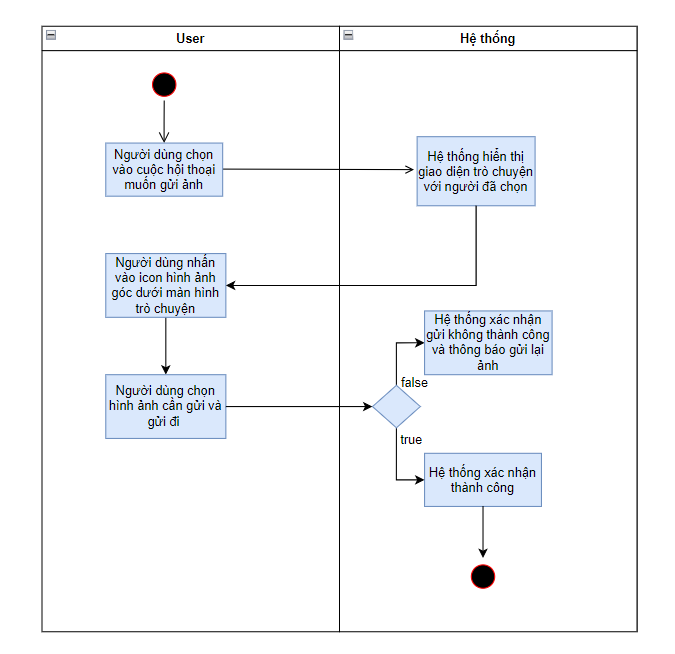 User
Hệ thống
Người dùng chọn
vào cuộc hội thoại
muốn gửi ảnh
Hệ thống hiển thị
giao diện trò chuyện
với người đã chọn
Người dùng nhấn
vào icon hình ảnh
góc dưới màn hình
trò chuyện
Hệ thống xác nhận
gửi không thành công
và thông báo gửi lại
ảnh
false
Người dùng chọn
hình ảnh cần gửi và
gửi đi
true
Hệ thống xác nhận
thành công